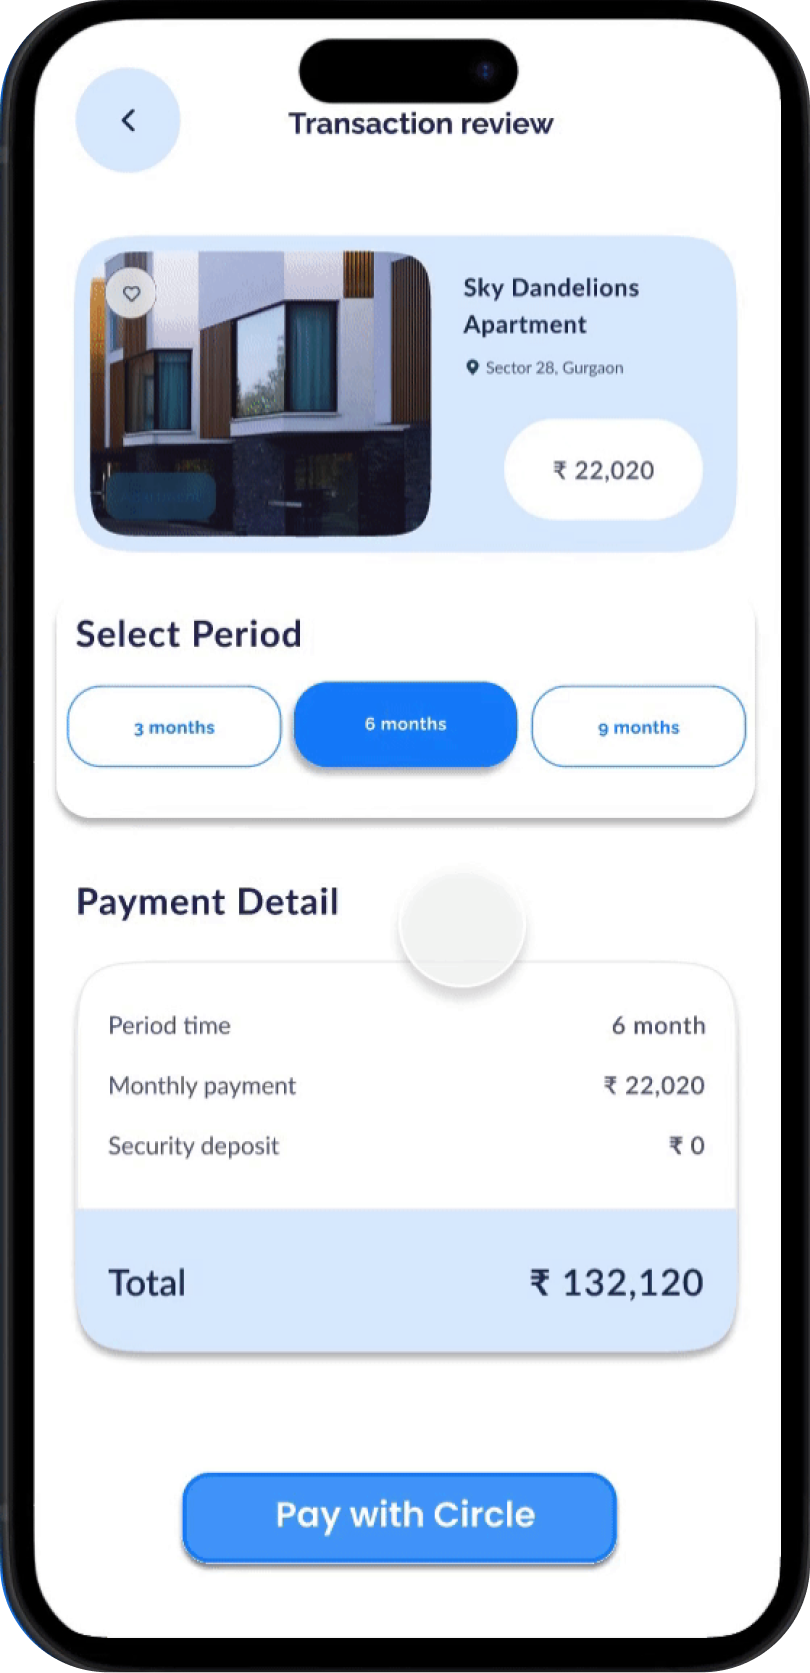 Transaction review
Sky Dandelions
Apartment
Sector 28, Gurgaon
₹ 22,020
Select Period
3 months
6 months
9 months
Payment Detail
Period time
6 month
Monthly payment
₹ 22,020
Security deposit
₹ 0
Total
₹ 132,120
Pay with Circle